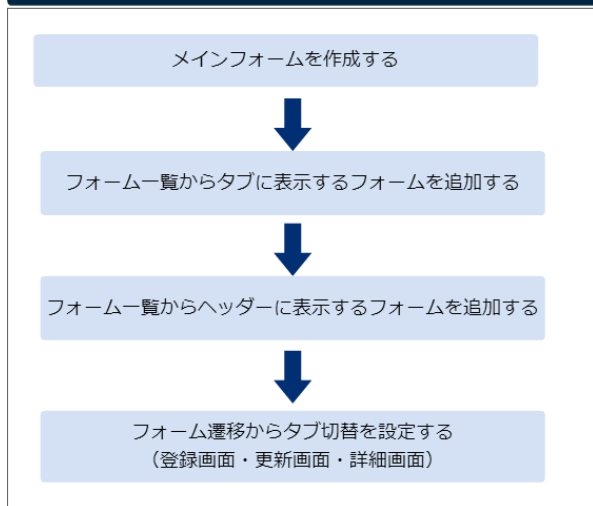 メインフォームを作成する
フォーム一覧からタブに表示するフォームを追加する
フォーム一覧からヘッダーに表示するフォームを追加する
フォーム遷移からタブ切替を設定する
（登録画面・更新画面・詳細画面）